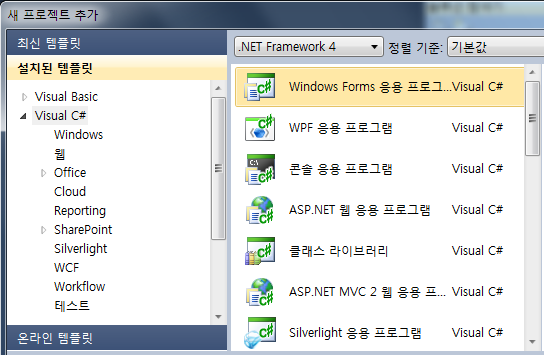 새 프로젝트 추가
최신 템플릿
설치된 템플릿
Visual Basic
Visual C#
Windows
웹
Office
Cloud
Reporting
SharePoint
Silverlight
WCF
Workflow
테스트
온라인 템플릿
.NET Framework 4 정렬 기준: 기본값
Windows Forms 응용 프로그... Visual C#
WPF 응용 프로그램 Visual C#
콘솔 응용 프로그램 Visual C#
ASP.NET 웹 응용 프로그램 Visual C#
클래스 라이브러리 Visual C#
ASP.NET MVC 2 웹 응용 프... Visual C#
Silverlight 응용 프로그램 Visual C#